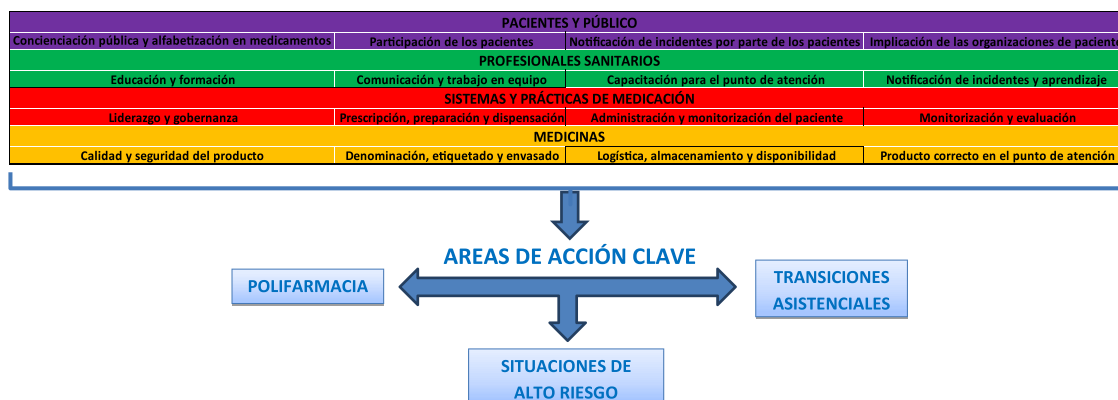 PACIENTES Y PÚBLICO
Concienciación pública y alfabetización en medicamentos Participación de los pacientes Notificación de incidentes por parte de los pacientes Implicación de las organizaciones de
PROFESIONALES SANITARIOS
Educación y formación Comunicación y trabajo en equipo Capacitación para el punto de atención Notificación de incidentes y aprendizaje
SISTEMAS Y PRÁCTICAS DE MEDICACIÓN
Liderazgo y gobernanza Prescripción, preparación y dispensación Administración y monitorización del paciente Monitorización y evaluación
MEDICINAS
Calidad y seguridad del producto Denominación, etiquetado y envasado Logística, almacenamiento y disponibilidad Producto correcto en el punto de atención
AREAS DE ACCIÓN CLAVE
POLIFARMACIA
TRANSICIONES
ASISTENCIALES
SITUACIONES DE
ALTO RIESGO